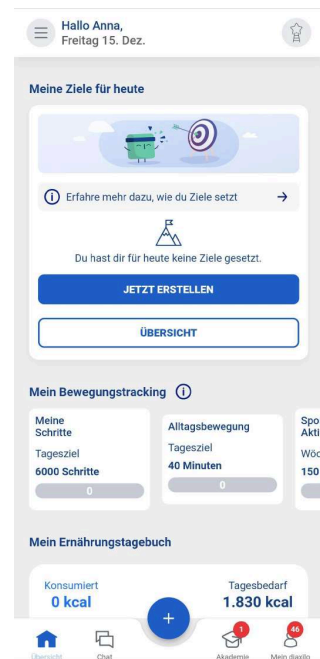 Hallo Anna,
Freitag 15. Dez.
Meine Ziele für heute
Erfahre mehr dazu, wie du Ziele setzt
Du hast dir für heute keine Ziele gesetzt.
JETZT ERSTELLEN
ÜBERSICHT
Mein Bewegungstracking
Meine
Schritte
Tagesziel
6000 Schritte
0
Alltagsbewegung
Tagesziel
40 Minuten
0
Spo
Akti
Wöc
150
Mein Ernährungstagebuch
Konsumiert
0 kcal
Tagesbedarf
1.830 kcal
+
1
46
Übersicht
Chat
Akademie
Mein diafilo